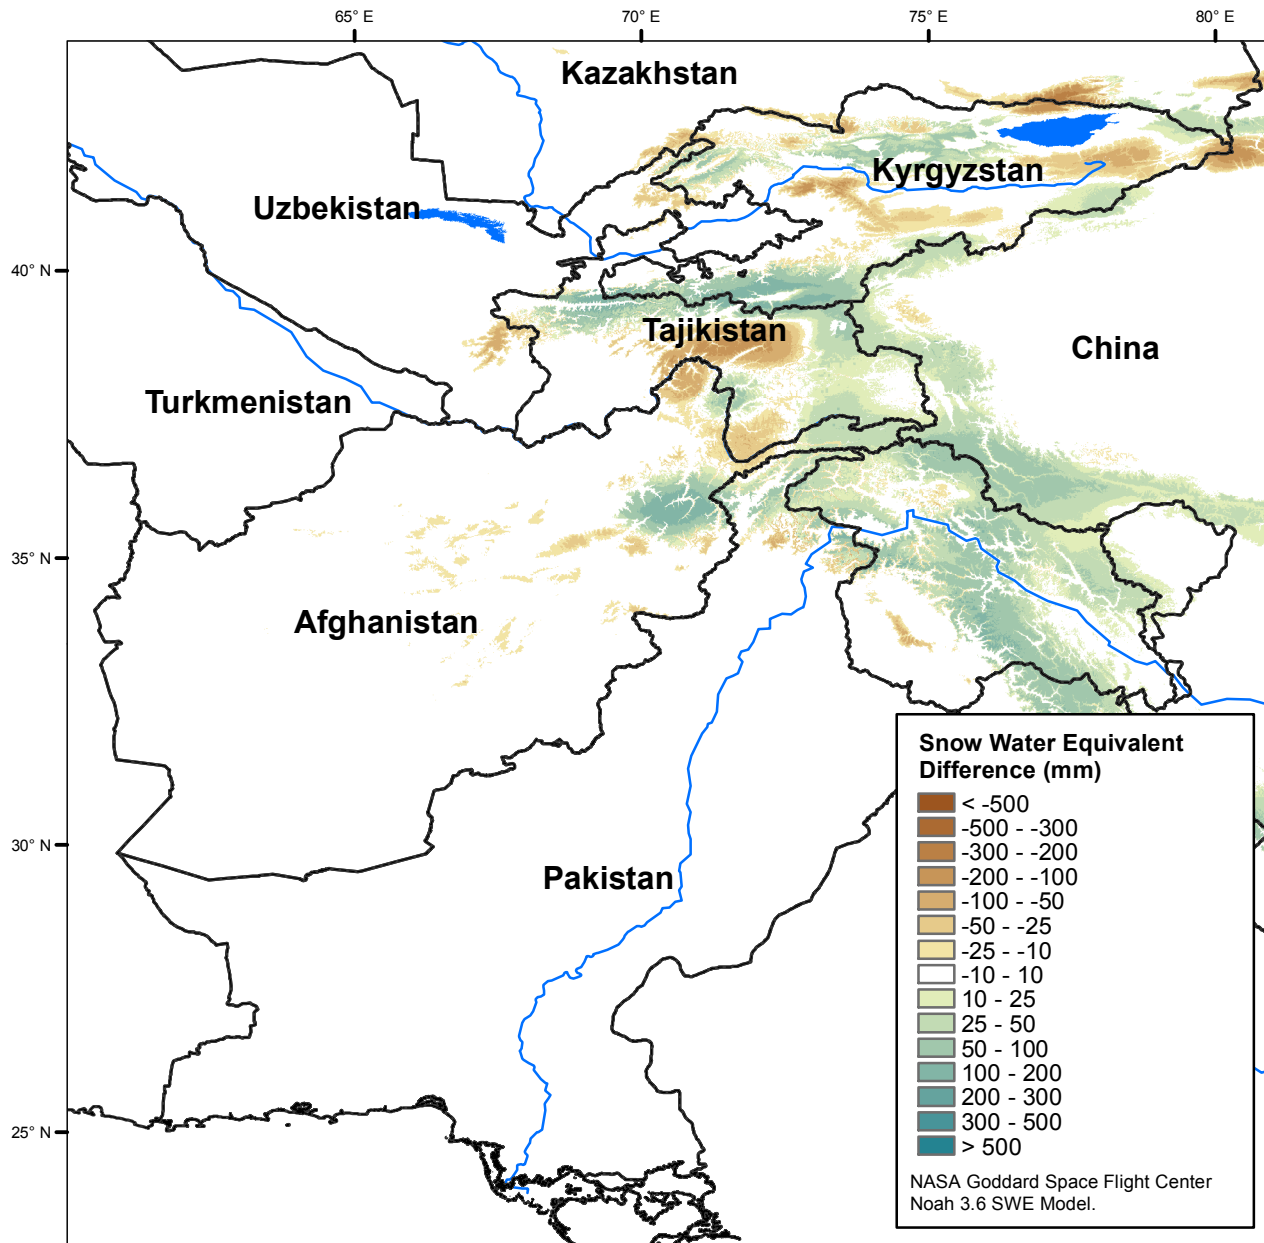 65° E
70° E
75° E
80° E
Kazakhstan
Kyrgyzstan
Uzbekistan
40° N
Tajikistan
China
Turkmenistan
35° N
Afghanistan
30° N
Pakistan
25° N
Snow Water Equivalent
Difference (mm)
< -500
-500 - -300
-300 - -200
-200 - -100
-100 - -50
-50 - -25
-25 - -10
-10 - 10
10 - 25
25 - 50
50 - 100
100 - 200
200 - 300
300 - 500
> 500
NASA Goddard Space Flight Center
Noah 3.6 SWE Model.